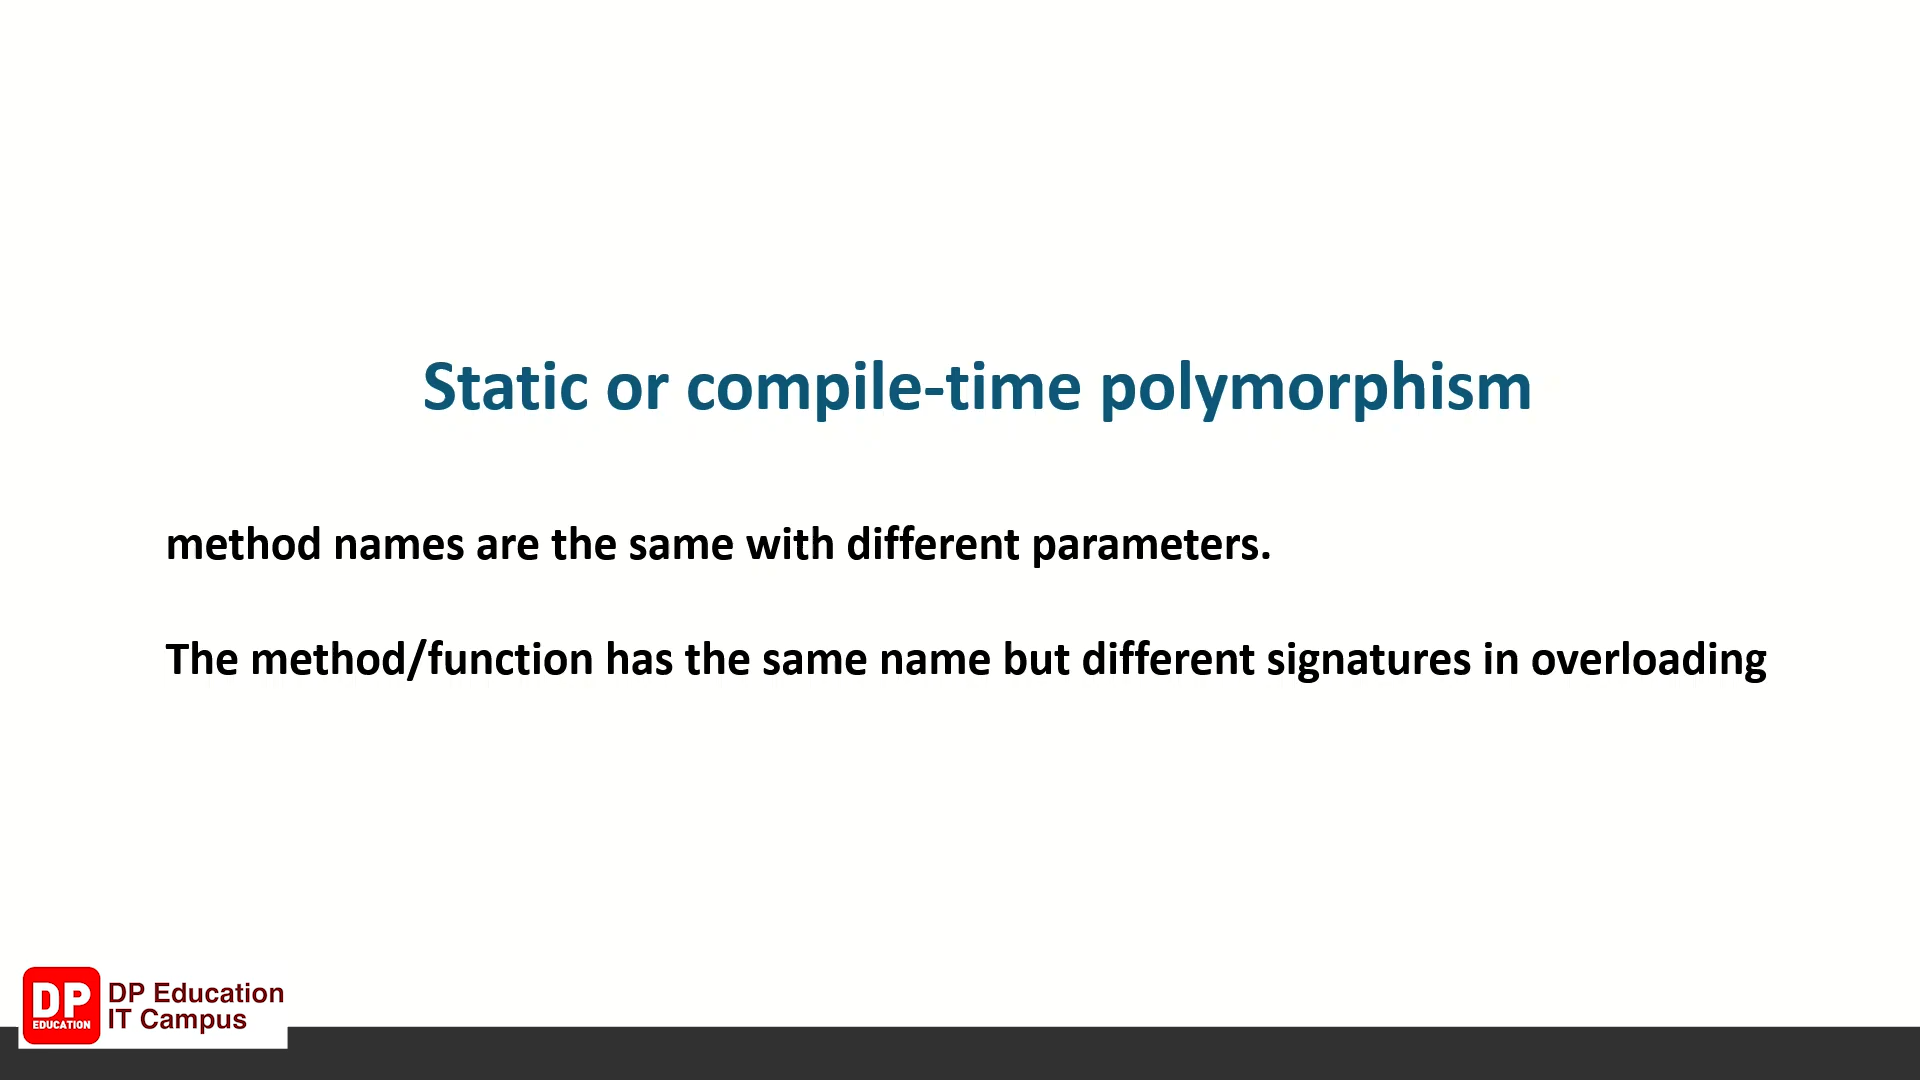 Static or compile-time polymorphism
method names are the same with different parameters.
The method/function has the same name but different signatures in overloading
DP
EDUCATION
DP Education
IT Campus